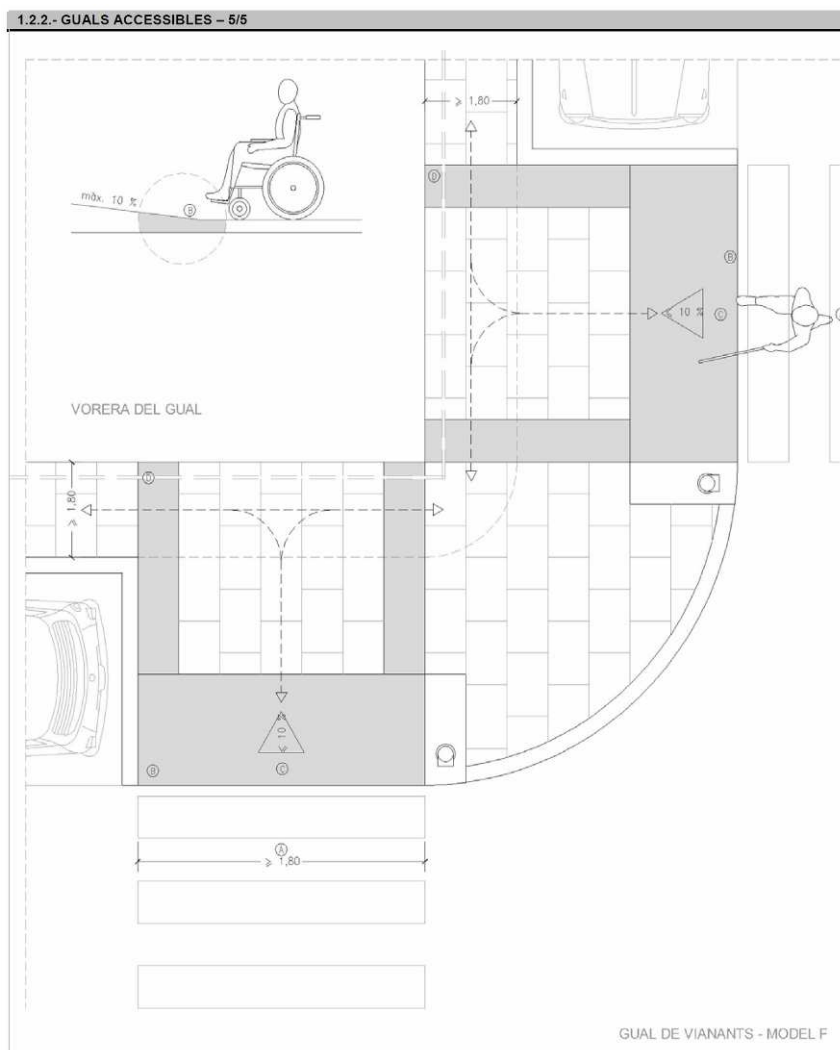 1.2.2.- GUALS ACCESSIBLES – 5/5
≥ 1,80
màx. 10 %
B
D
B
≤ 10 %
C
VORERA DEL GUAL
D
≥ 1,80
≤ 10 %
B
C
A
≥ 1,80
GUAL DE VIANANTS - MODEL F